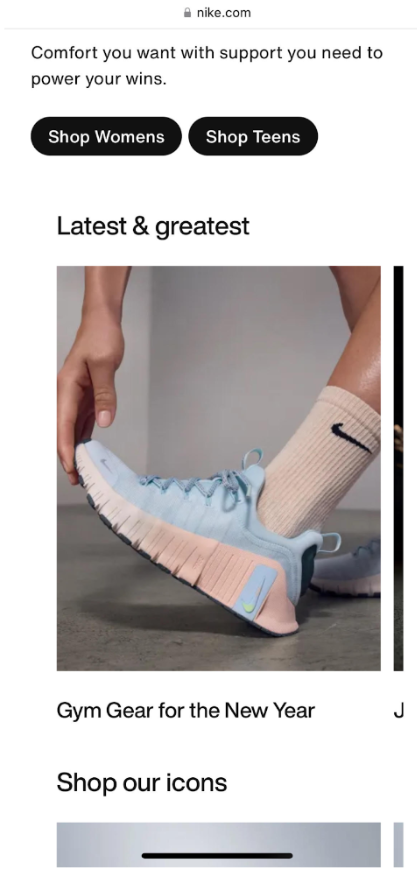 nike.com
Comfort you want with support you need to
power your wins.
Shop Womens
Shop Teens
Latest & greatest
Gym Gear for the New Year
J
Shop our icons